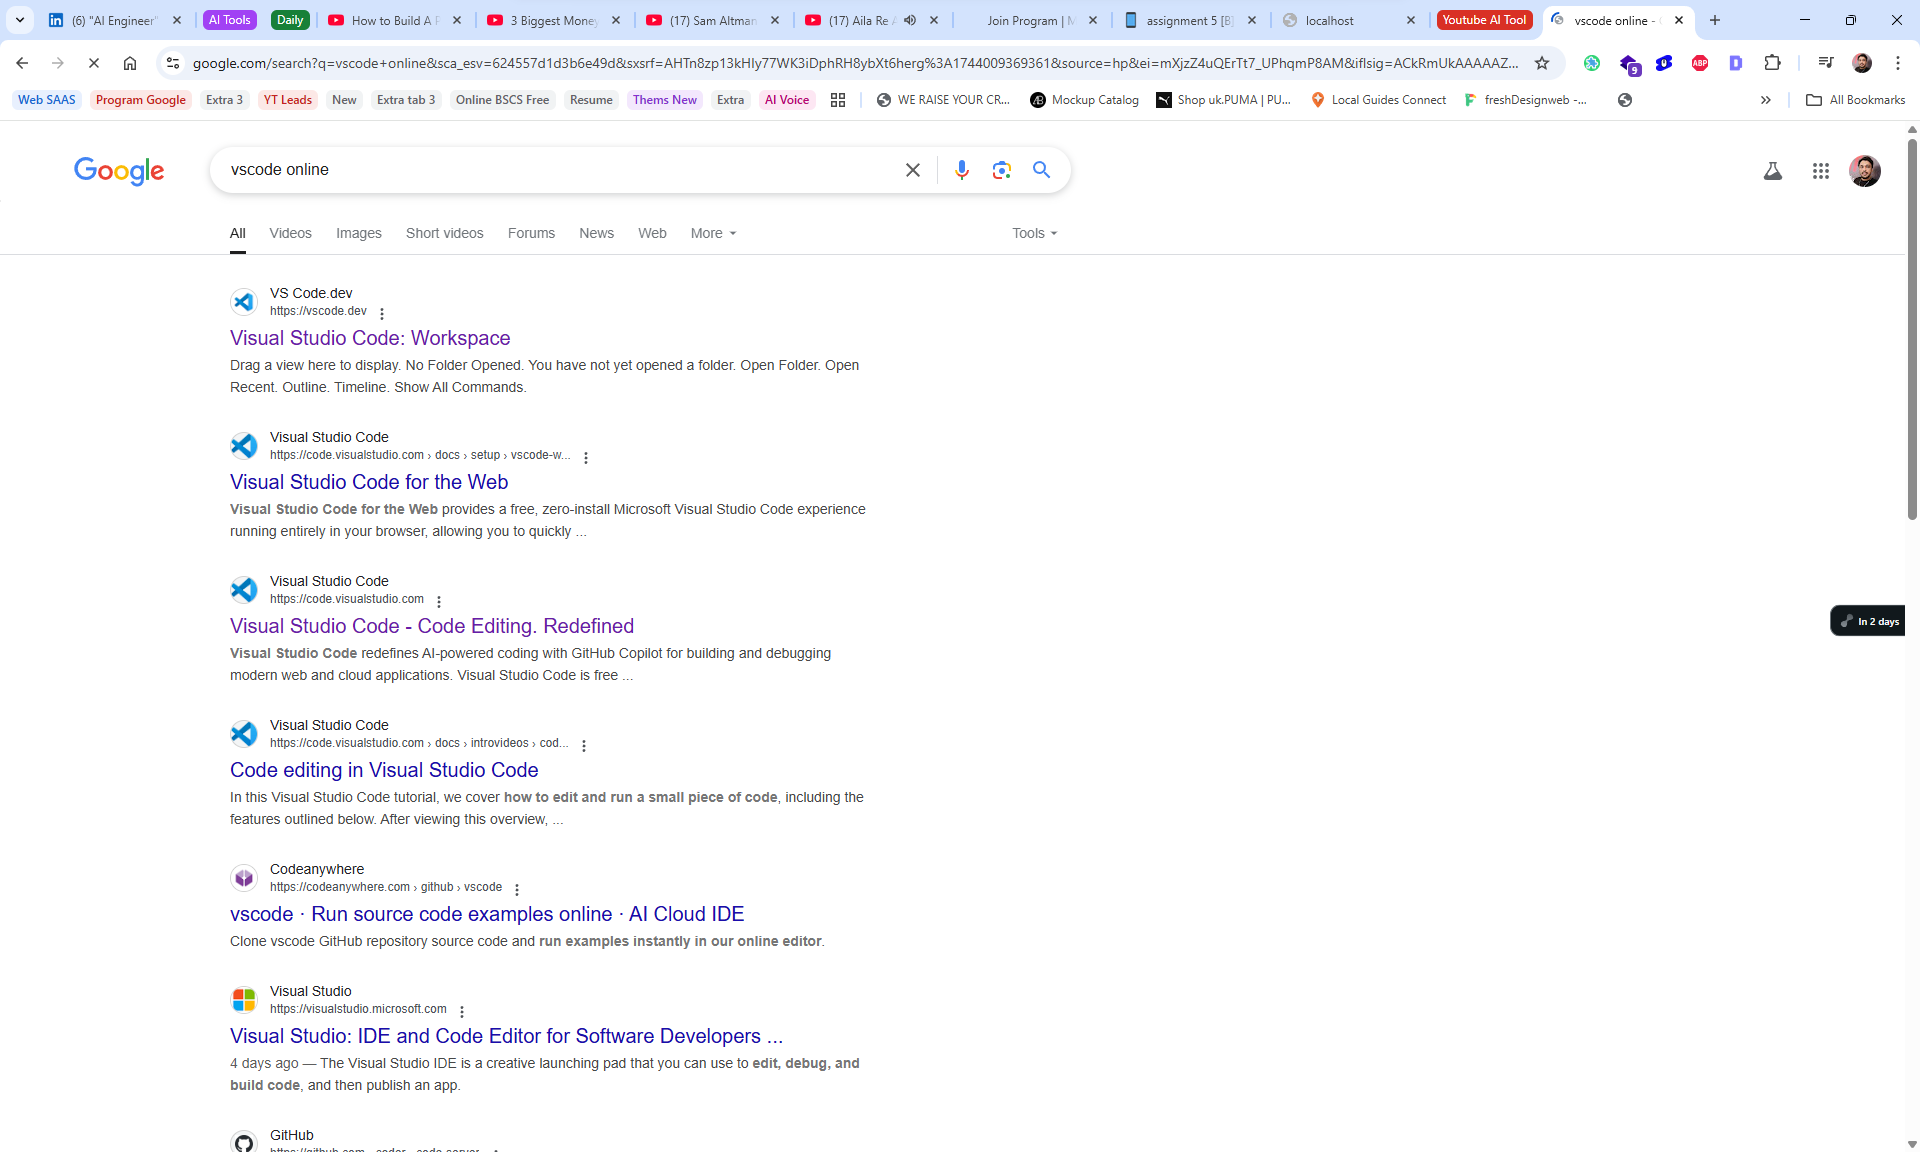 (6) "AI Engineer"
AI Tools
Daily
How to Build A F
3 Biggest Money
(17) Sam Altman
(17) Aila Re A
Join Program | M
assignment 5 [B]
localhost
Youtube AI Tool
vscode online -
google.com/search?q=vscode+online&sca_esv=624557d1d3b6e49d&sxsrf=AHTn8zp13kHIy77WK3iDphRH8ybXt6herg%3A1744009369361&source=hp&ei=mXjzZ4uQErTt7_UPhqmP8AM&iflsig=ACkRmUkAAAAAZ...
9
ABP
Web SAAS
Program Google
Extra 3
YT Leads
New
Extra tab 3
Online BSCS Free
Resume
Thems New
Extra
AI Voice
WE RAISE YOUR CR...
Mockup Catalog
Shop uk.PUMA | PU...
Local Guides Connect
freshDesignweb -...
All Bookmarks
Google
vscode online
All
Videos
Images
Short videos
Forums
News
Web
More
Tools
VS Code.dev
https://vscode.dev
Visual Studio Code: Workspace
Drag a view here to display. No Folder Opened. You have not yet opened a folder. Open Folder. Open
Recent. Outline. Timeline. Show All Commands.
Visual Studio Code
https://code.visualstudio.com › docs › setup › vscode-w...
Visual Studio Code for the Web
Visual Studio Code for the Web provides a free, zero-install Microsoft Visual Studio Code experience
running entirely in your browser, allowing you to quickly ...
Visual Studio Code
https://code.visualstudio.com
Visual Studio Code - Code Editing. Redefined
Visual Studio Code redefines AI-powered coding with GitHub Copilot for building and debugging
modern web and cloud applications. Visual Studio Code is free ...
In 2 days
Visual Studio Code
https://code.visualstudio.com › docs › introvideos › cod...
Code editing in Visual Studio Code
In this Visual Studio Code tutorial, we cover how to edit and run a small piece of code, including the
features outlined below. After viewing this overview, ...
Codeanywhere
https://codeanywhere.com › github › vscode
vscode · Run source code examples online · AI Cloud IDE
Clone vscode GitHub repository source code and run examples instantly in our online editor.
Visual Studio
https://visualstudio.microsoft.com
Visual Studio: IDE and Code Editor for Software Developers ...
4 days ago — The Visual Studio IDE is a creative launching pad that you can use to edit, debug, and
build code, and then publish an app.
GitHub
https://github.com › coder › code-server